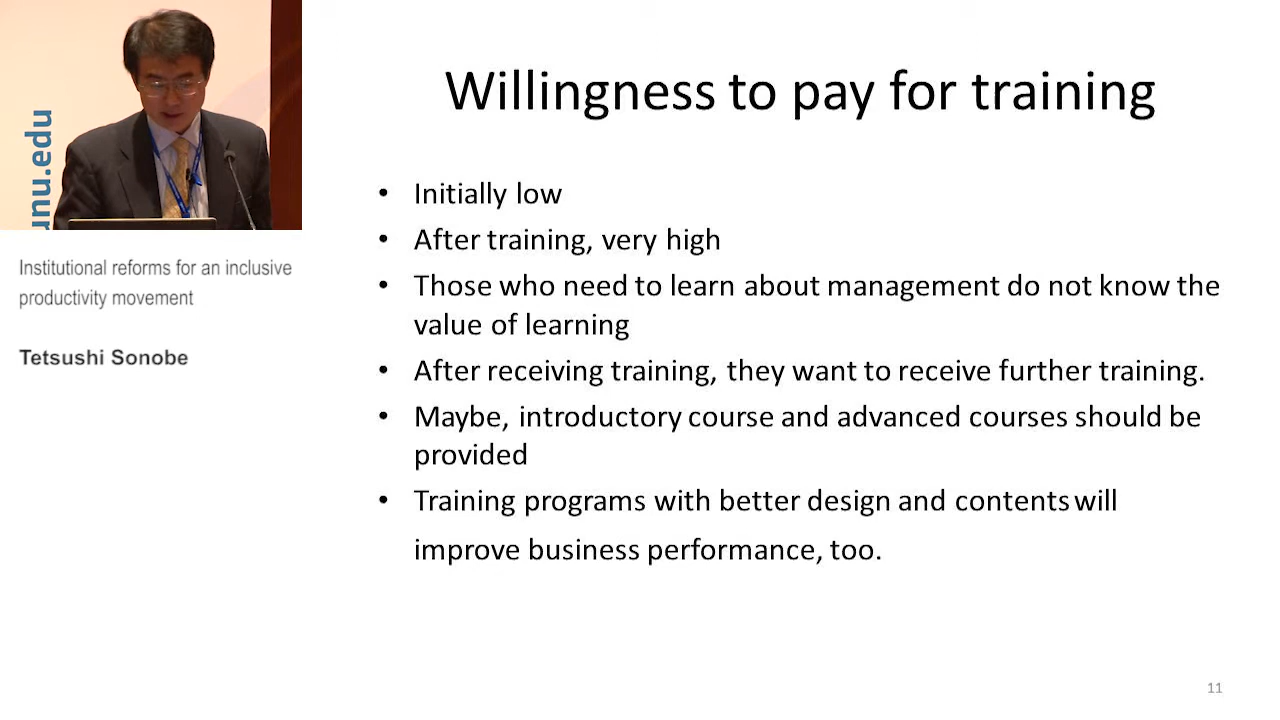 unu.edu
Institutional reforms for an inclusive
productivity movement
Tetsushi Sonobe
Willingness to pay for training
• Initially low
• After training, very high
• Those who need to learn about management do not know the
value of learning
• After receiving training, they want to receive further training.
• Maybe, introductory course and advanced courses should be
provided
• Training programs with better design and contents will
improve business performance, too.
11